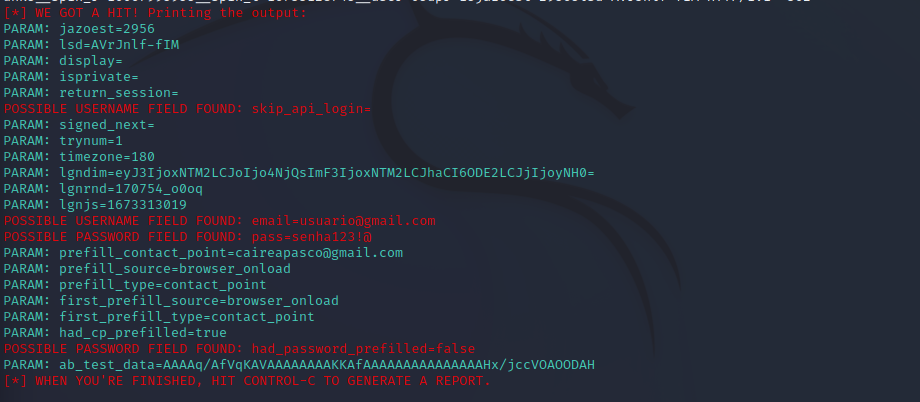 [*] WE GOT A HIT! Printing the output:
PARAM: jazoest=2956
PARAM: lsd=AVrJnlf-fIM
PARAM: display=
PARAM: isprivate=
PARAM: return_session=
POSSIBLE USERNAME FIELD FOUND: skip_api_login=
PARAM: signed_next=
PARAM: trynum=1
PARAM: timezone=180
PARAM: lgndim=eyJ3IjoxNTM2LCJoIjo4NjQsImF3IjoxNTM2LCJhaCI6ODE2LCJjIjoyNH0=
PARAM: lgnrnd=170754_o0oq
PARAM: lgnjs=1673313019
POSSIBLE USERNAME FIELD FOUND: email=usuario@gmail.com
POSSIBLE PASSWORD FIELD FOUND: pass=senha123!@
PARAM: prefill_contact_point=caireapasco@gmail.com
PARAM: prefill_source=browser_onload
PARAM: prefill_type=contact_point
PARAM: first_prefill_source=browser_onload
PARAM: first_prefill_type=contact_point
PARAM: had_cp_prefilled=true
POSSIBLE PASSWORD FIELD FOUND: had_password_prefilled=false
PARAM: ab_test_data=AAAAq/AfVqKAVAAAAAAAAKKAfAAAAAAAAAAAAAAAHx/jccVOAOODAH
[*] WHEN YOU'RE FINISHED, HIT CONTROL-C TO GENERATE A REPORT.